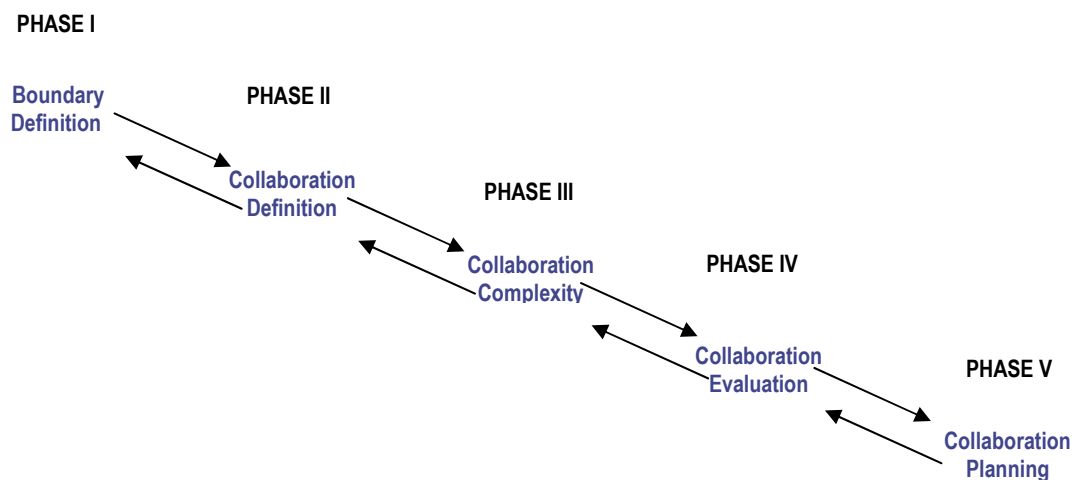 PHASE I
Boundary
Definition
PHASE II
Collaboration
Definition
PHASE III
Collaboration
Complexity
PHASE IV
Collaboration
Evaluation
PHASE V
Collaboration
Planning